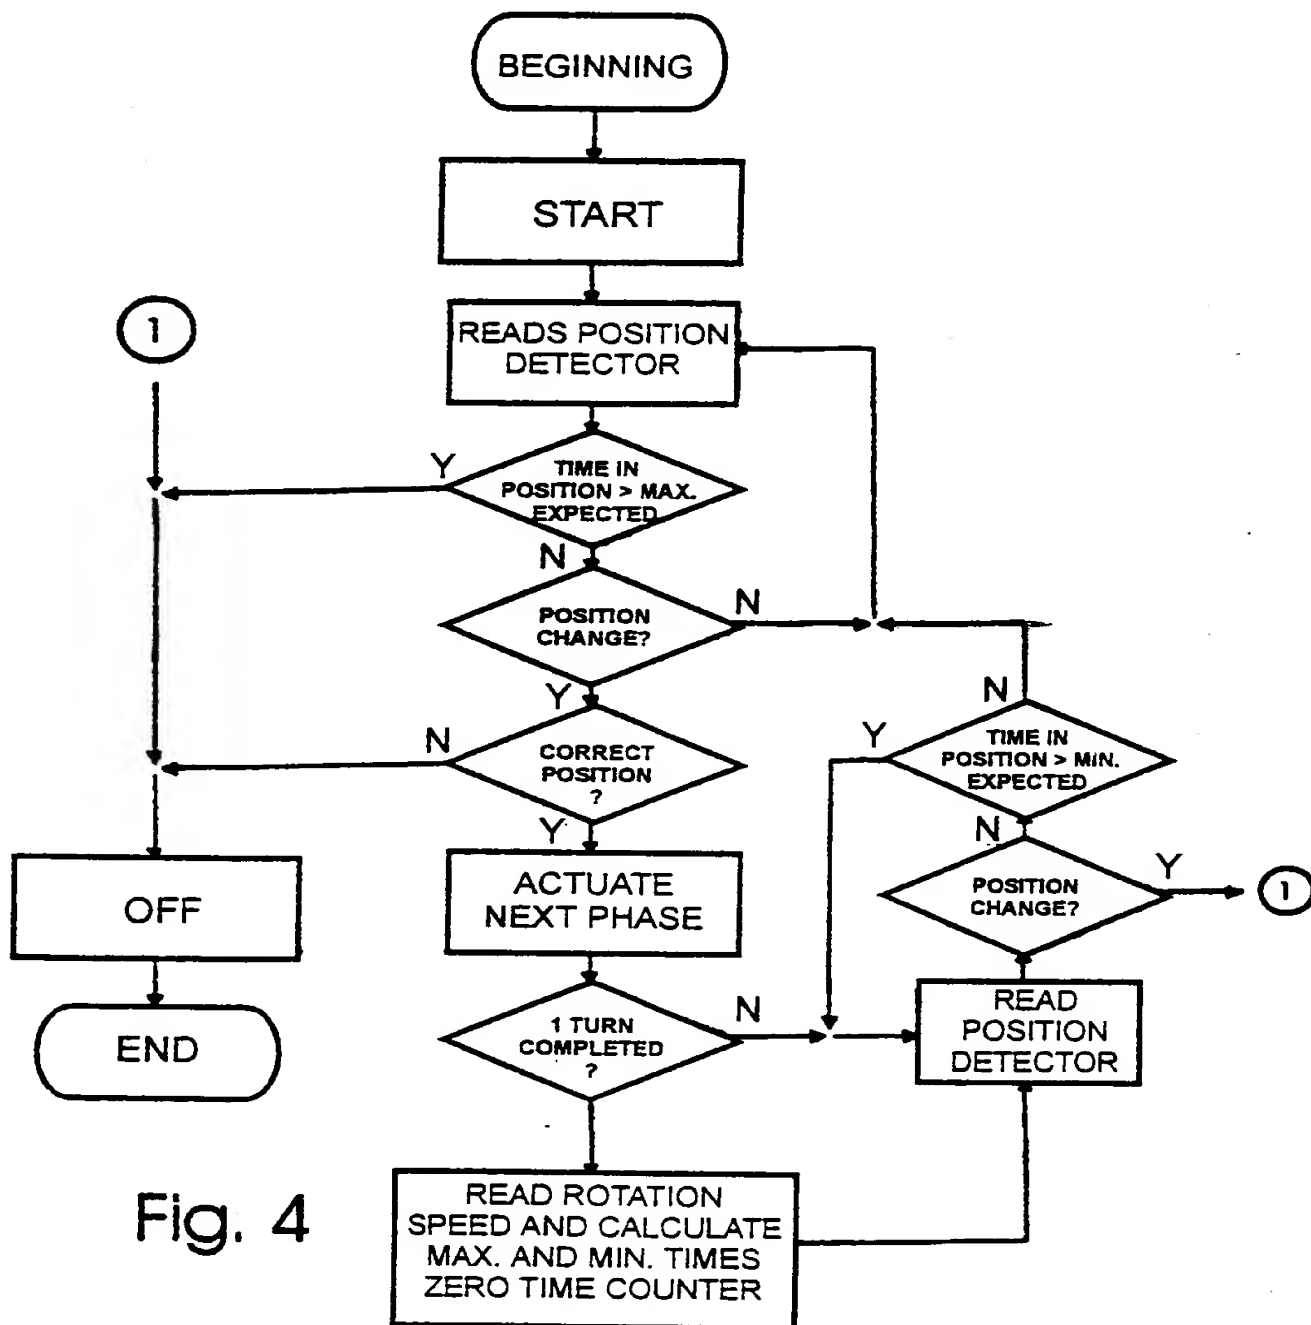 BEGINNING
START
1
READS POSITION
DETECTOR
Y
TIME IN
POSITION > MAX.
EXPECTED
N
POSITION
CHANGE?
N
Y
N
CORRECT
POSITION
?
Y
N
Y
TIME IN
POSITION > MIN.
EXPECTED
N
POSITION
CHANGE?
Y
1
OFF
ACTUATE
NEXT PHASE
END
1 TURN
COMPLETED
?
N
READ
POSITION
DETECTOR
READ ROTATION
SPEED AND CALCULATE
MAX. AND MIN. TIMES
ZERO TIME COUNTER
Fig. 4